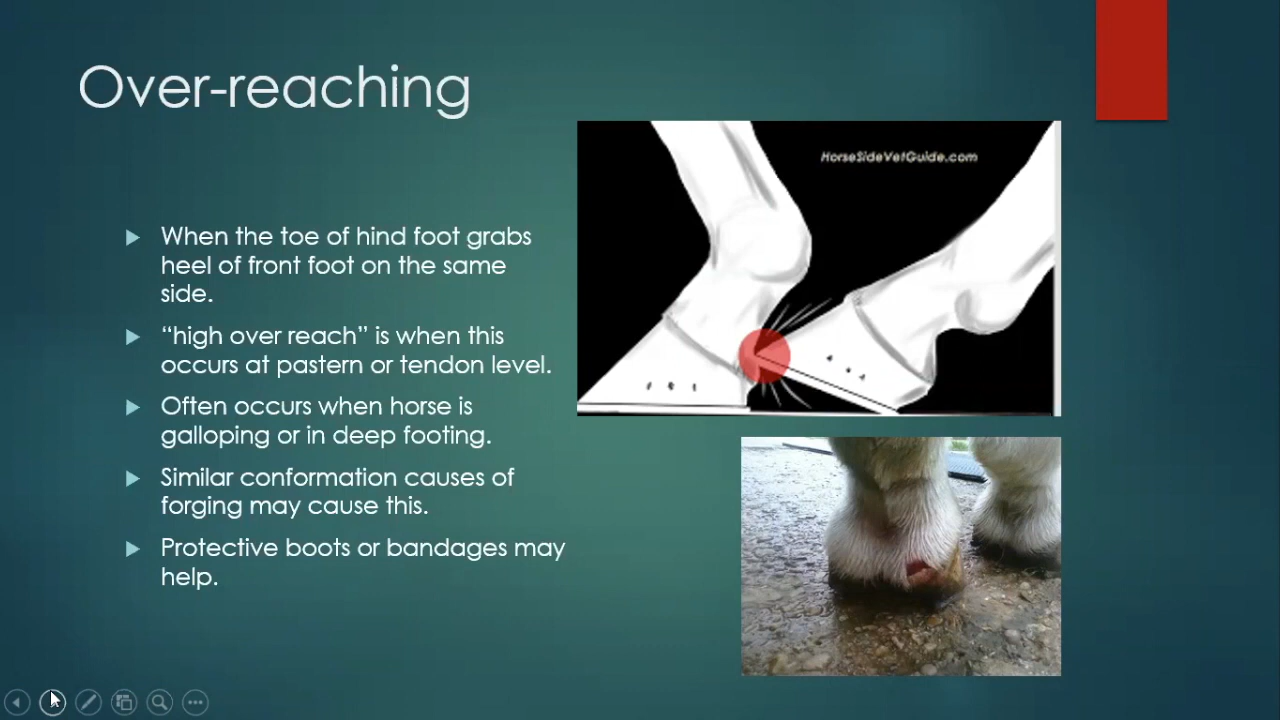 Over-reaching
HorseSideVetGuide.com
When the toe of hind foot grabs
heel of front foot on the same
side.
“high over reach” is when this
occurs at pastern or tendon level.
Often occurs when horse is
galloping or in deep footing.
Similar conformation causes of
forging may cause this.
Protective boots or bandages may
help.